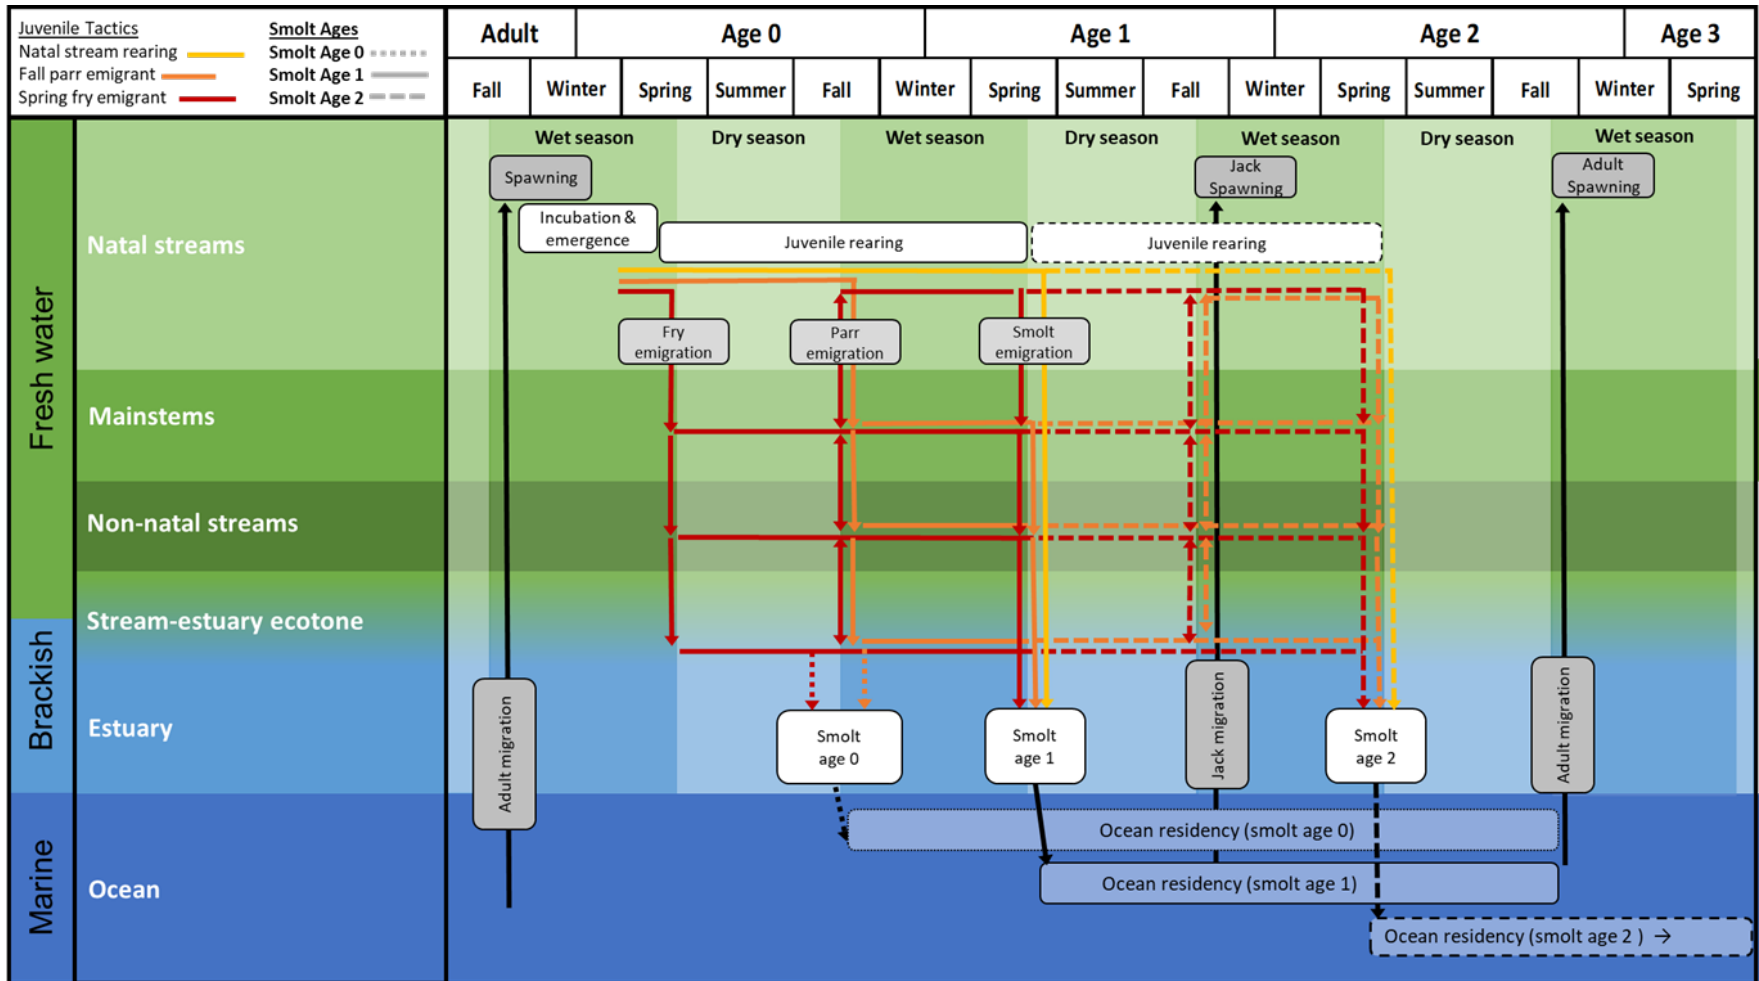 Juvenile Tactics
Natal stream rearing
Fall parr emigrant
Spring fry emigrant
Smolt Ages
Smolt Age 0
Smolt Age 1
Smolt Age 2
Adult
Age 0
Age 1
Age 2
Age 3
Fall
Winter
Spring
Summer
Fall
Winter
Spring
Summer
Fall
Winter
Spring
Summer
Fall
Winter
Spring
Wet season
Dry season
Wet season
Dry season
Wet season
Dry season
Wet season
Fresh water
Brackish
Marine
Natal streams
Mainstems
Non-natal streams
Stream-estuary ecotone
Estuary
Ocean
Spawning
Jack
Spawning
Adult
Spawning
Incubation &
emergence
Juvenile rearing
Juvenile rearing
Fry
emigration
Parr
emigration
Smolt
emigration
Adult migration
Smolt
age 0
Smolt
age 1
Jack migration
Smolt
age 2
Adult migration
Ocean residency (smolt age 0)
Ocean residency (smolt age 1)
Ocean residency (smolt age 2 ) →